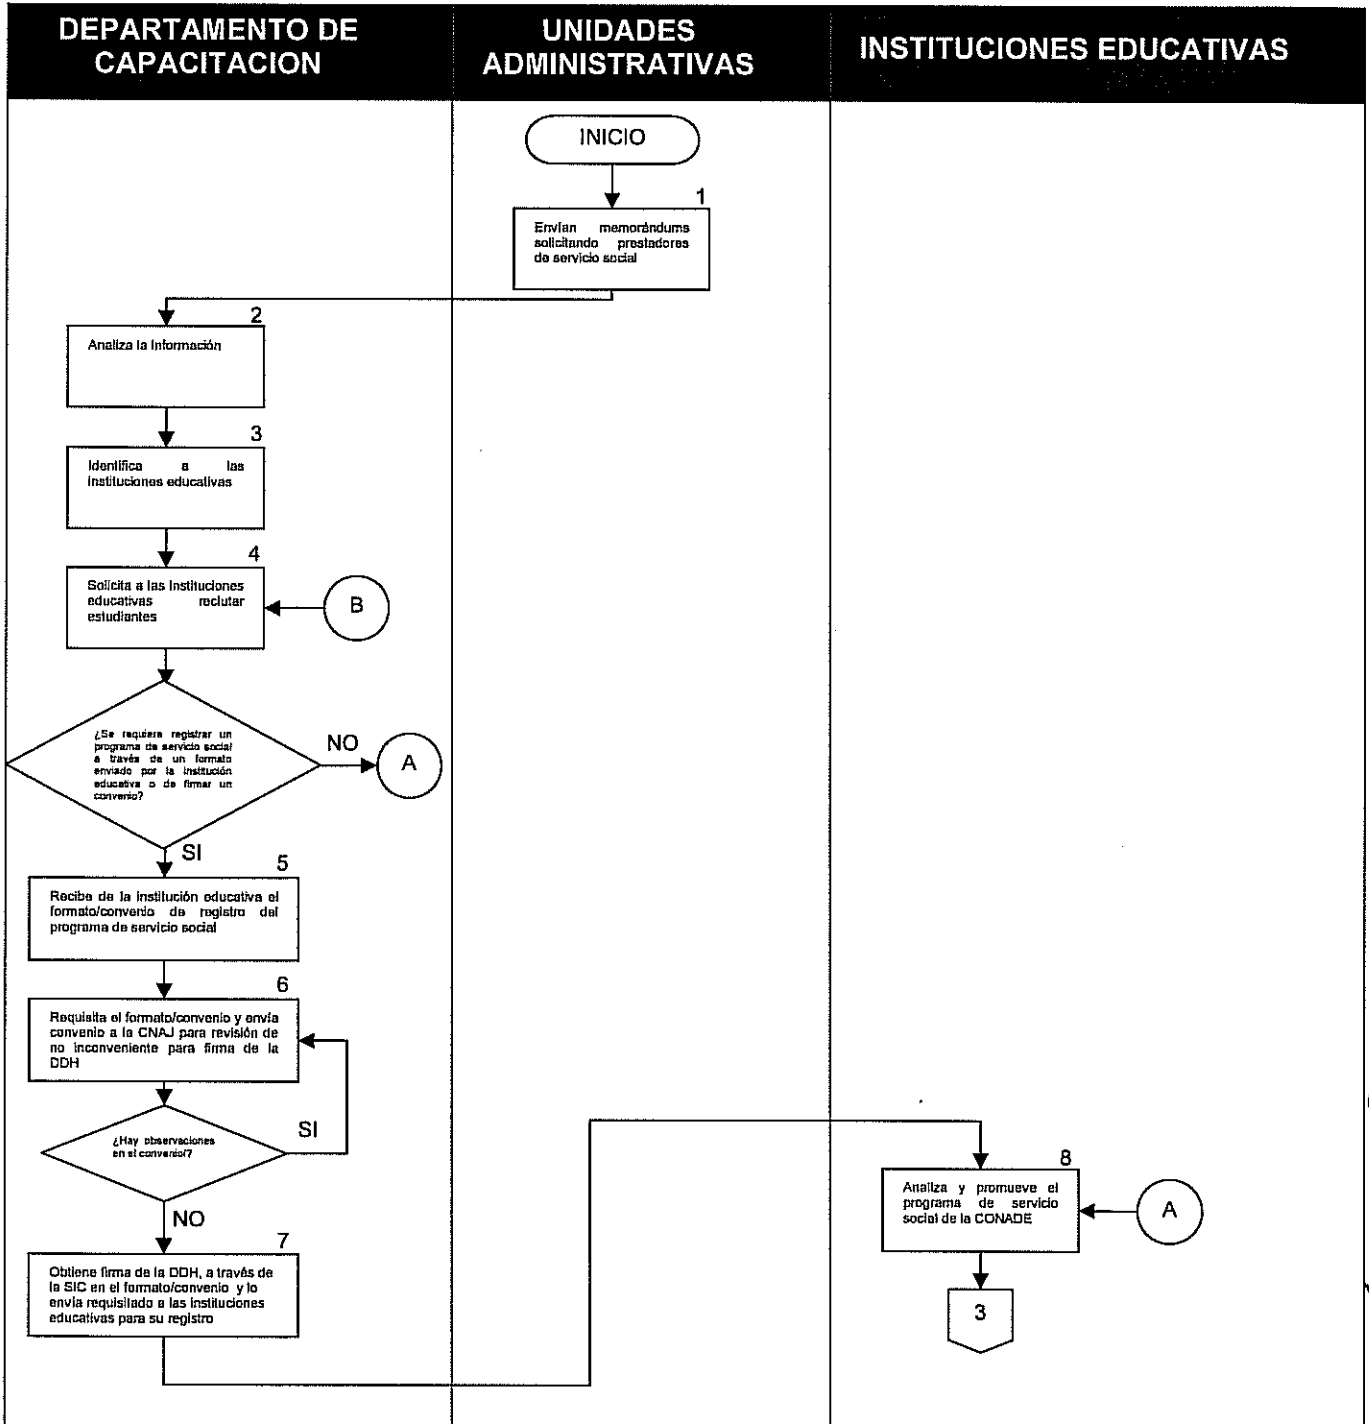 DEPARTAMENTO DE
CAPACITACION
UNIDADES
ADMINISTRATIVAS
INSTITUCIONES EDUCATIVAS
INICIO
1
Envían memorándums
solicitando prestadores
de servicio social
2
Analiza la Información
3
Identifica a las
instituciones educativas
4
Solicita a las Instituciones
educativas reclutar
estudiantes
B
¿Se requiere registrar un
programa de servicio social
a través de un formato
enviado por la institución
educativa o de firmar un
convenio?
NO
A
SI
5
Recibe de la institución educativa el
formato/convenio de registro del
programa de servicio social
6
Requisita el formato/convenio y envía
convenio a la CNAJ para revisión de
no inconveniente para firma de la
DDH
¿Hay observaciones
en el convenio/?
SI
NO
7
Obtiene firma de la DDH, a través de
la SIC en el formato/convenio y lo
envía requisitado a las instituciones
educativas para su registro
8
Analiza y promueve el
programa de servicio
social de la CONADE
A
3